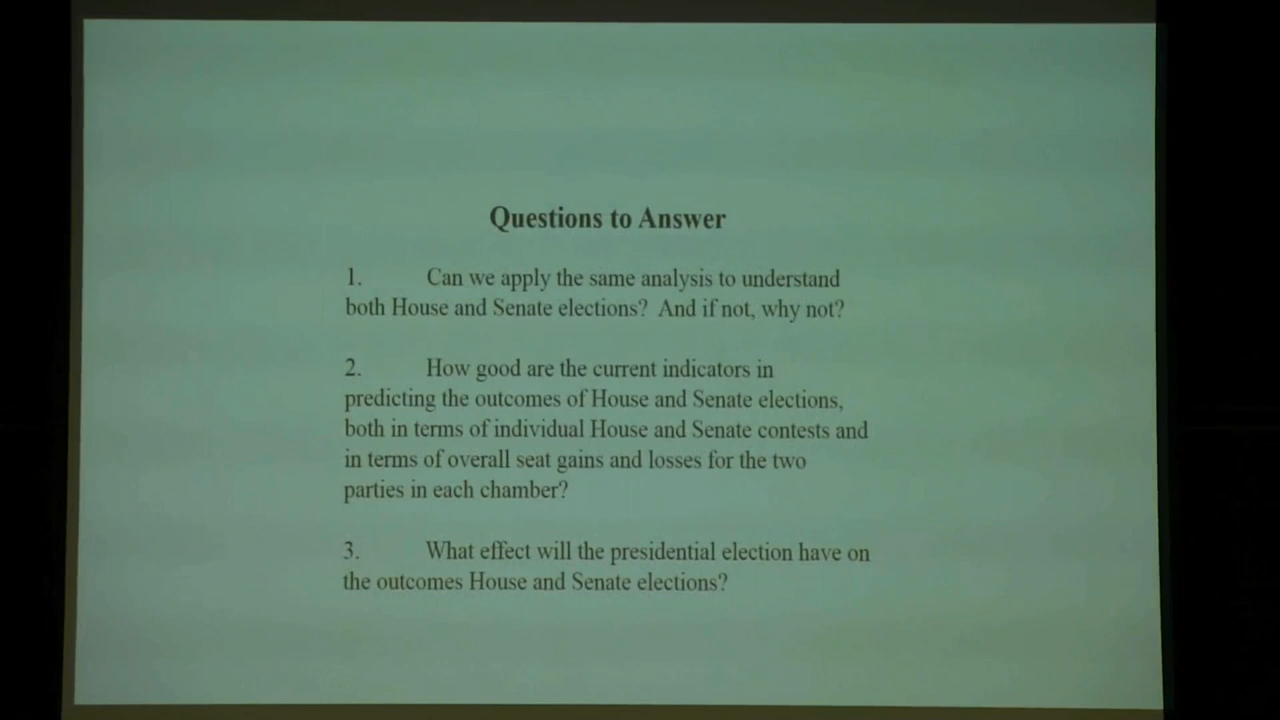 Questions to Answer
1. Can we apply the same analysis to understand
both House and Senate elections? And if not, why not?
2. How good are the current indicators in
predicting the outcomes of House and Senate elections,
both in terms of individual House and Senate contests and
in terms of overall seat gains and losses for the two
parties in each chamber?
3. What effect will the presidential election have on
the outcomes House and Senate elections?